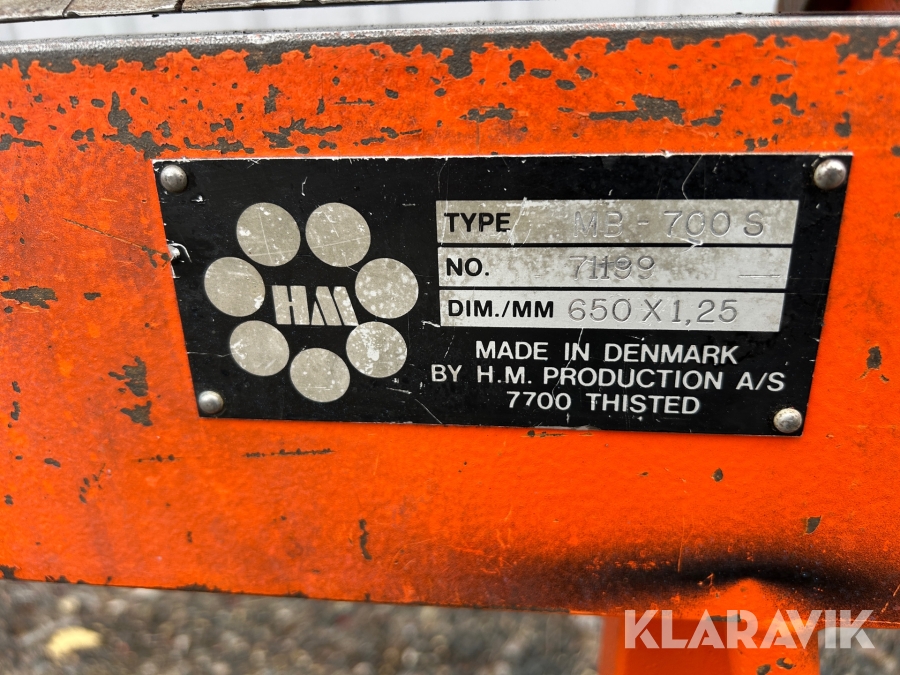 TYPE MB-700 S
NO. 71199
DIM./MM 650 X 1,25
HM
MADE IN DENMARK
BY H.M. PRODUCTION A/S
7700 THISTED
KLARAVIK
KLARAVIK